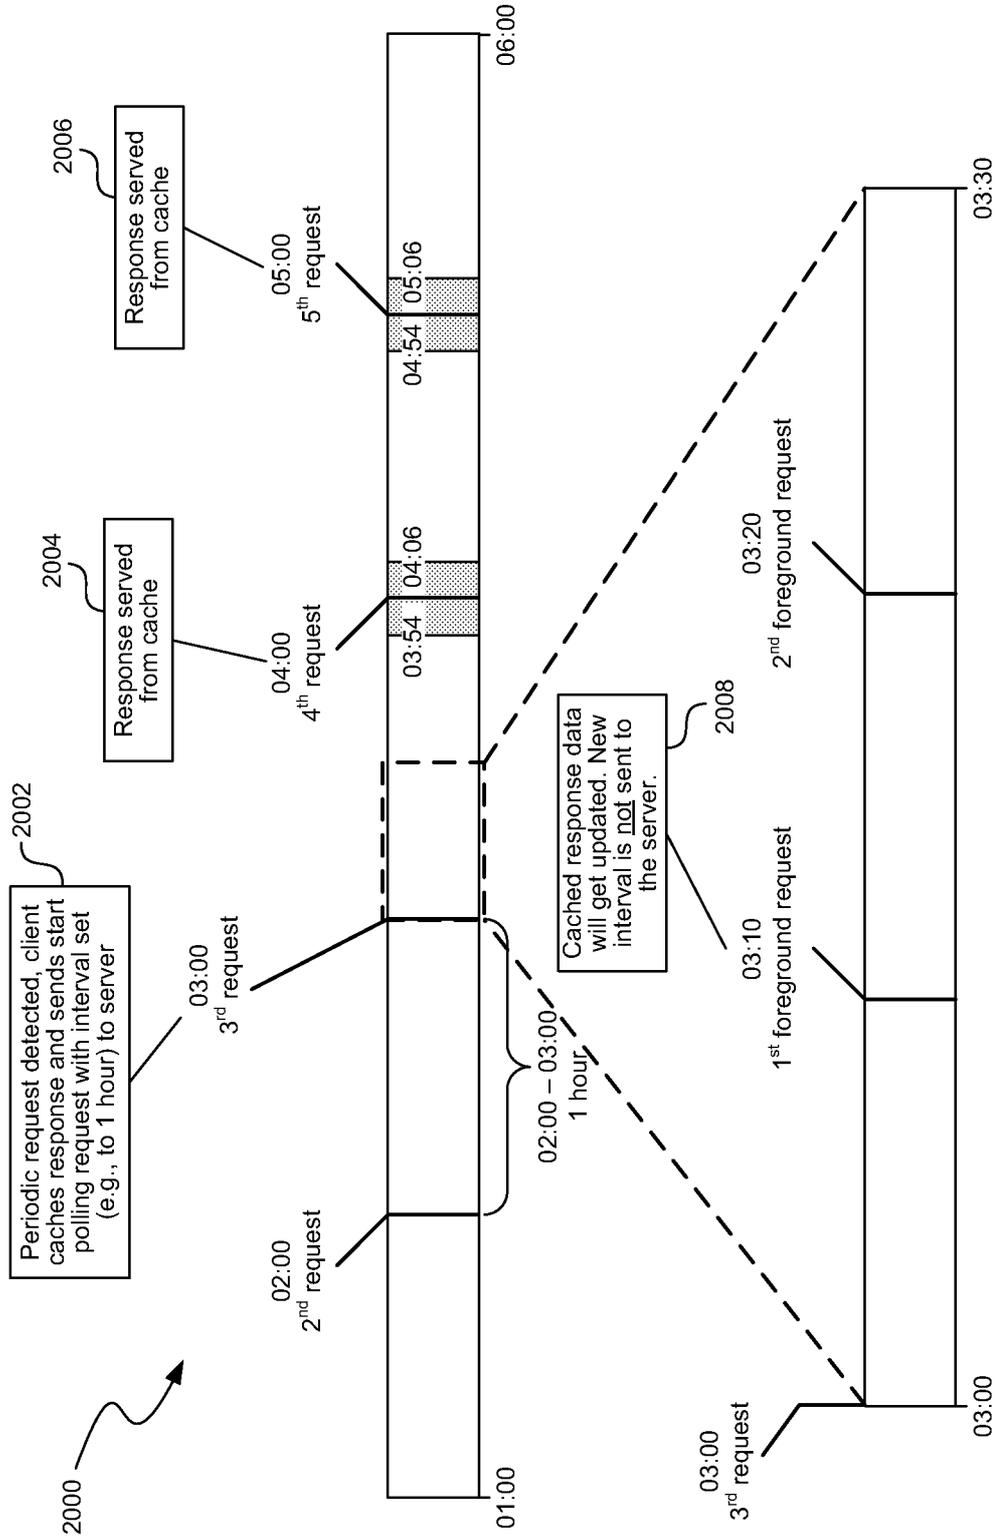 2000
2002
Periodic request detected, client
caches response and sends start
polling request with interval set
(e.g., to 1 hour) to server
2004
Response served
from cache
2006
Response served
from cache
02:00
2nd request
03:00
3rd request
04:00
4th request
05:00
5th request
03:54
04:06
04:54
05:06
01:00
06:00
02:00 – 03:00
1 hour
Cached response data
will get updated. New
interval is not sent to
the server.
2008
03:00
3rd request
03:10
1st foreground request
03:20
2nd foreground request
03:00
03:30